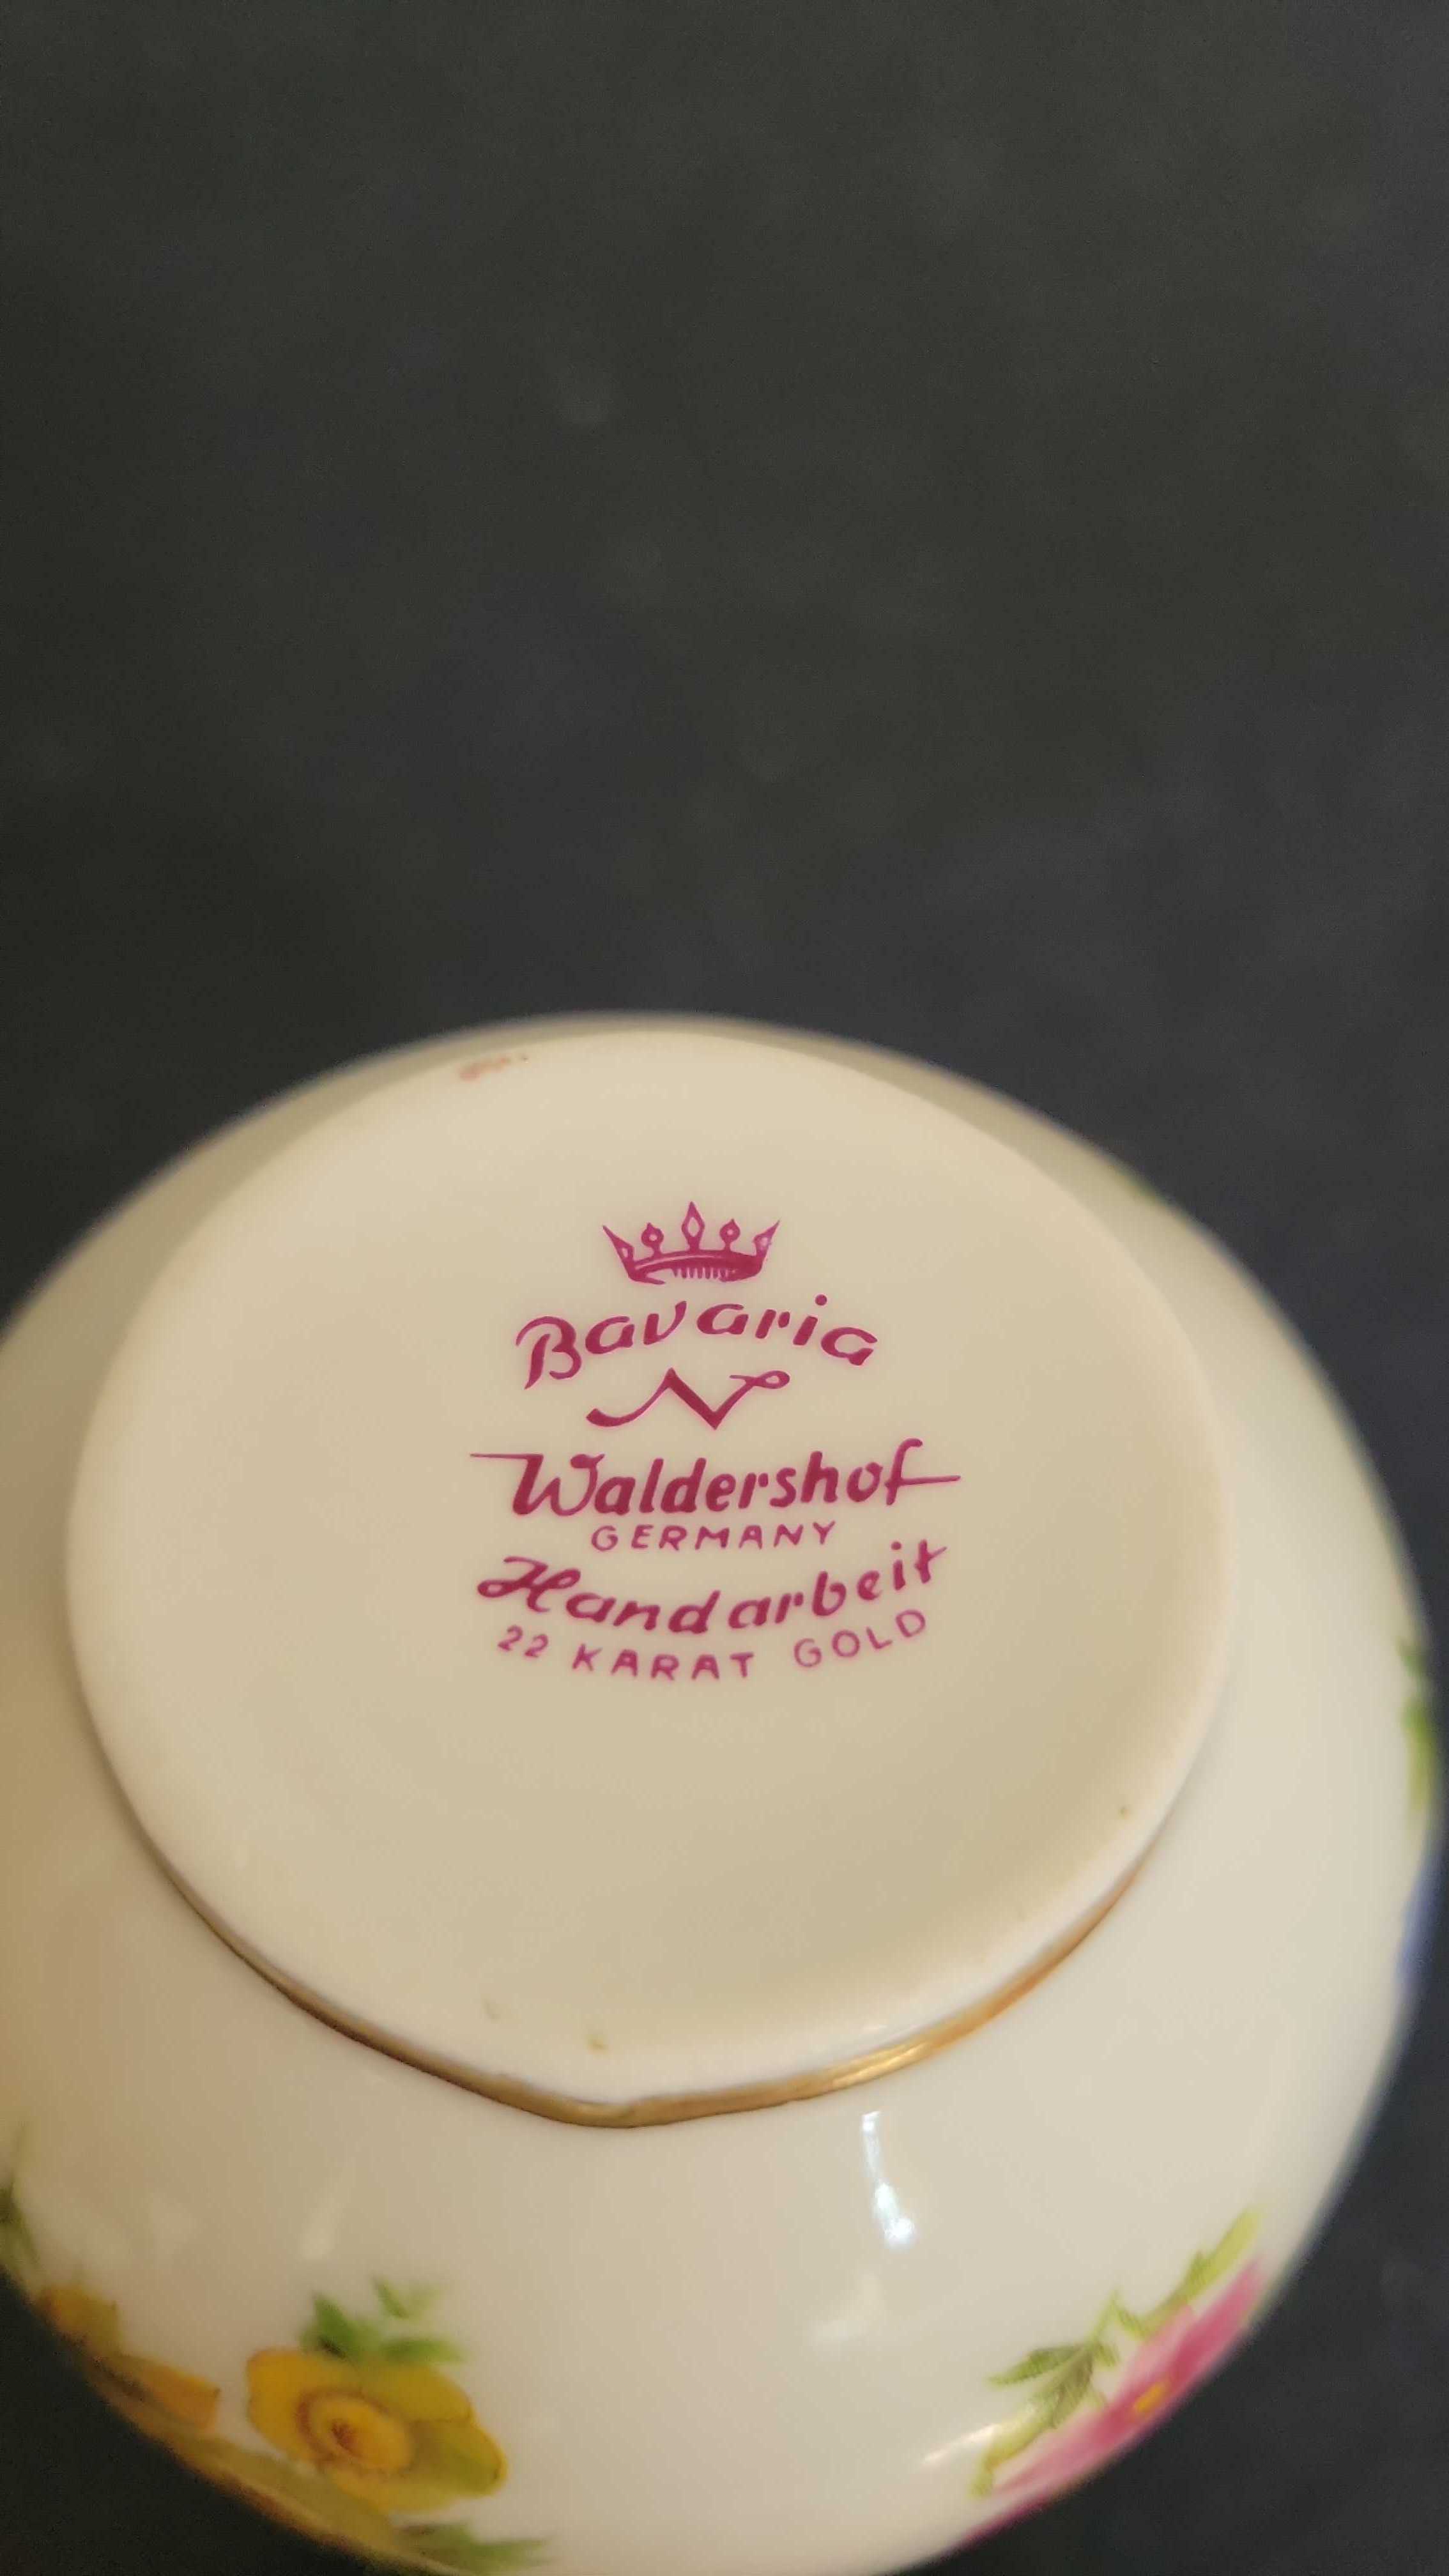 Bavaria
N
Waldershof
GERMANY
Handarbeit
22 KARAT GOLD